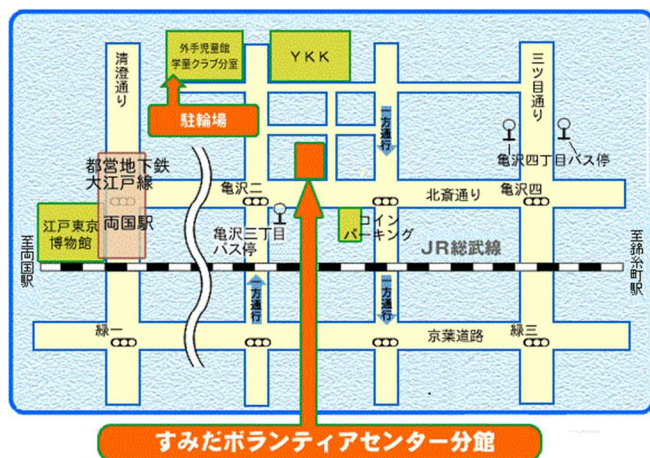 外手児童館
学童クラブ分室
YKK
清澄通り
三ツ目通り
駐輪場
一方通行
亀沢四丁目バス停
都営地下鉄
大江戸線
両国駅
亀沢二
北斎通り
亀沢四
江戸東京
博物館
亀沢三丁目
バス停
コイン
パーキング
JR総武線
至両国駅
至錦糸町駅
一方通行
一方通行
緑一
京葉道路
緑三
すみだボランティアセンター分館